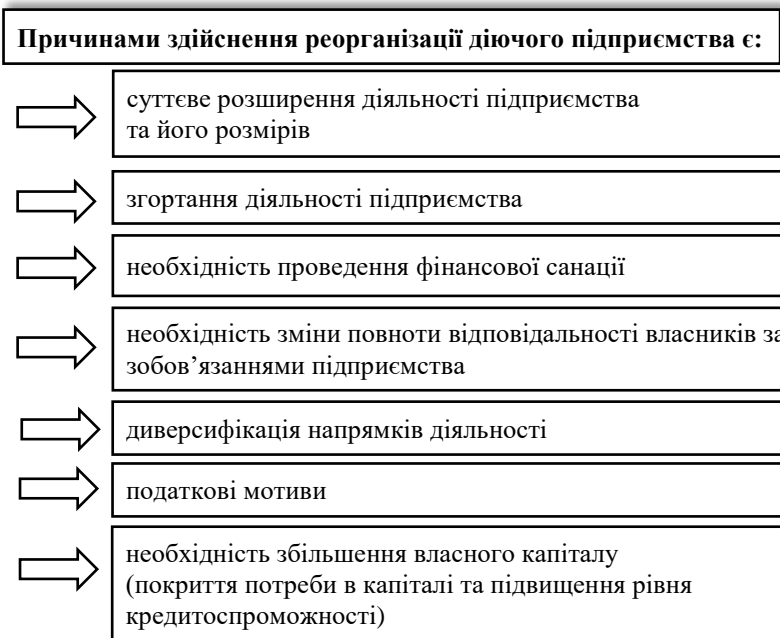 Причинами здійснення реорганізації діючого підприємства є:
суттєве розширення діяльності підприємства
та його розмірів
згортання діяльності підприємства
необхідність проведення фінансової санації
необхідність зміни повноти відповідальності власників за
зобов’язаннями підприємства
диверсифікація напрямків діяльності
податкові мотиви
необхідність збільшення власного капіталу
(покриття потреби в капіталі та підвищення рівня
кредитоспроможності)